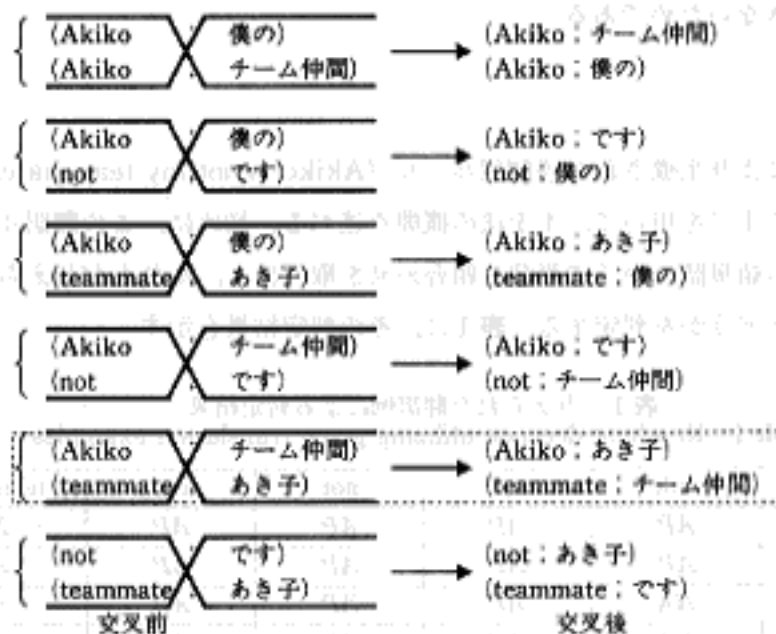 (Akiko : 僕の) (Akiko : チーム仲間)
(Akiko : チーム仲間) (Akiko : 僕の)
(Akiko : 僕の) (Akiko : です)
(not : です) (not : 僕の)
(Akiko : 僕の) (Akiko : あき子)
(teammate : あき子) (teammate : 僕の)
(Akiko : チーム仲間) (Akiko : です)
(not : です) (not : チーム仲間)
(Akiko : チーム仲間) (Akiko : あき子)
(teammate : あき子) (teammate : チーム仲間)
(not : です) (not : あき子)
(teammate : あき子) (teammate : です)
交叉前 交叉後